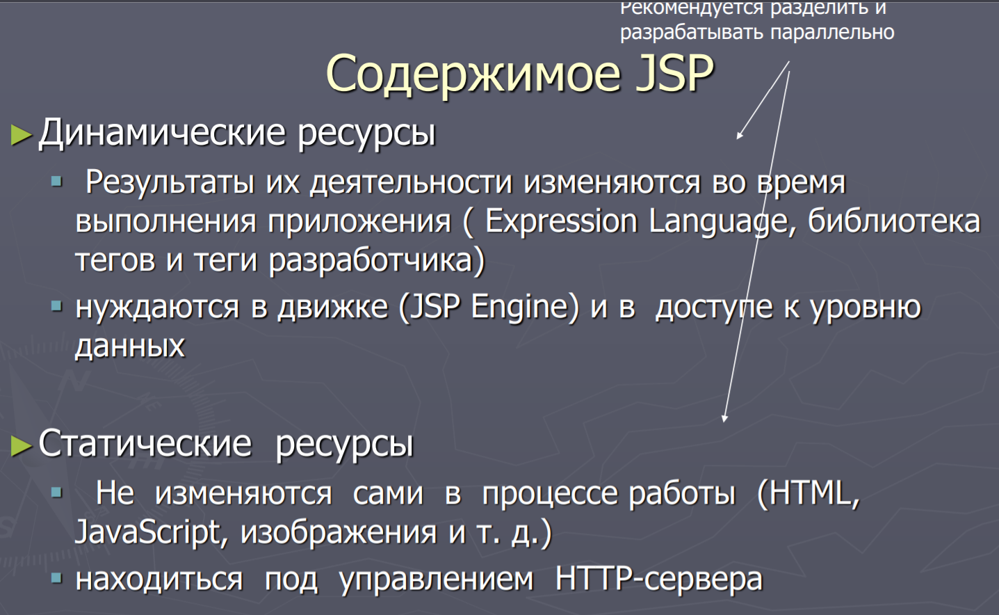 Рекомендуется разделить и
разрабатывать параллельно
Содержимое JSP
Динамические ресурсы
Результаты их деятельности изменяются во время
выполнения приложения ( Expression Language, библиотека
тегов и теги разработчика)
нуждаются в движке (JSP Engine) и в доступе к уровню
данных
Статические ресурсы
Не изменяются сами в процессе работы (HTML,
JavaScript, изображения и т. д.)
находиться под управлением HTTP-сервера